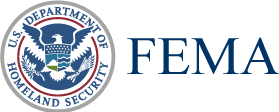 U.S. DEPARTMENT OF
HOMELAND SECURITY
FEMA